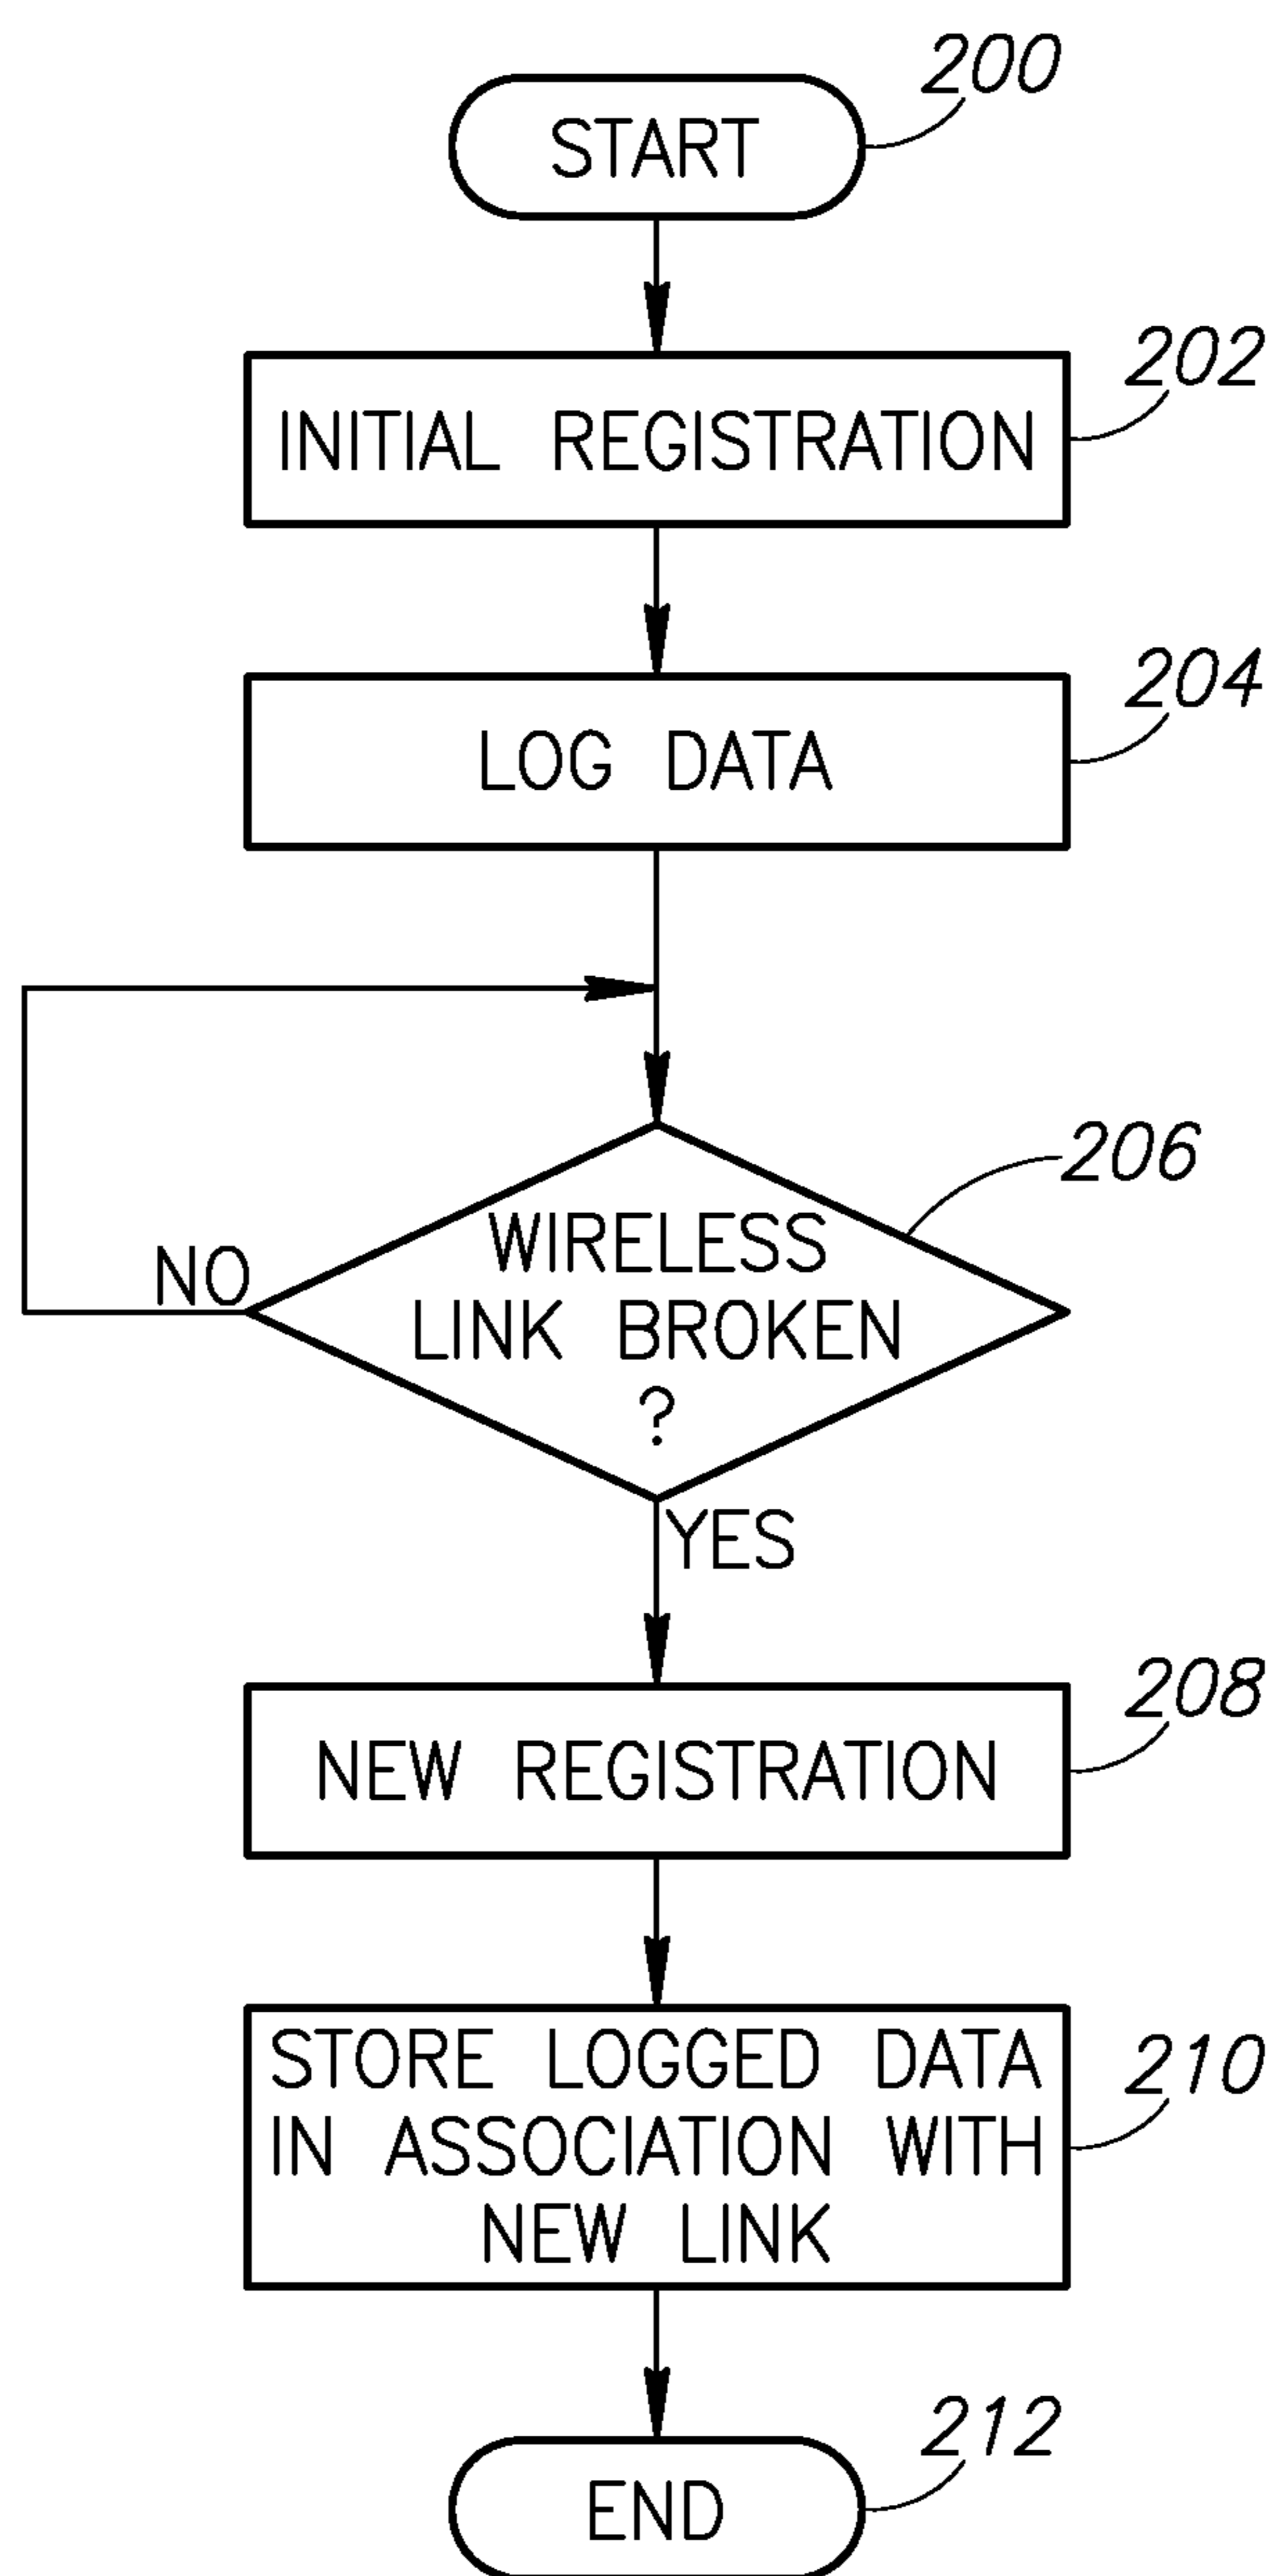 200
START
202
INITIAL REGISTRATION
204
LOG DATA
206
WIRELESS
LINK BROKEN
?
NO
YES
208
NEW REGISTRATION
210
STORE LOGGED DATA
IN ASSOCIATION WITH
NEW LINK
212
END